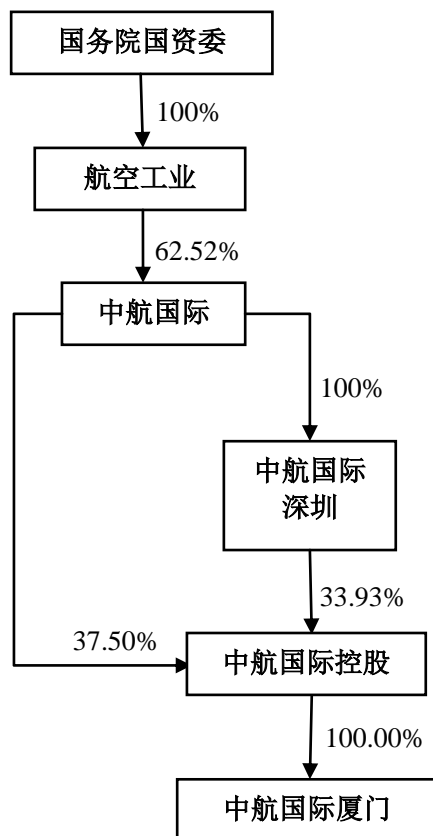 国务院国资委
100%
航空工业
62.52%
中航国际
100%
中航国际
深圳
33.93%
37.50%
中航国际控股
100.00%
中航国际厦门